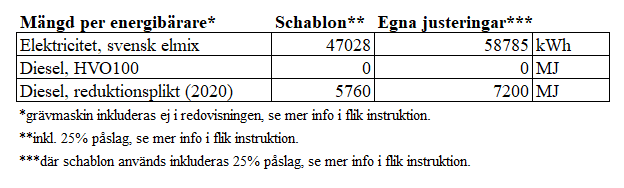 Mängd per energibärare* Schablon** Egna justeringar***
Elektricitet, svensk elmix 47028 58785 kWh
Diesel, HVO100 0 0 MJ
Diesel, reduktionsplikt (2020) 5760 7200 MJ
*grävmaskin inkluderas ej i redovisningen, se mer info i flik instruktion.
**inkl. 25% påslag, se mer info i flik instruktion.
***där schablon används inkluderas 25% påslag, se mer info i flik instruktion.